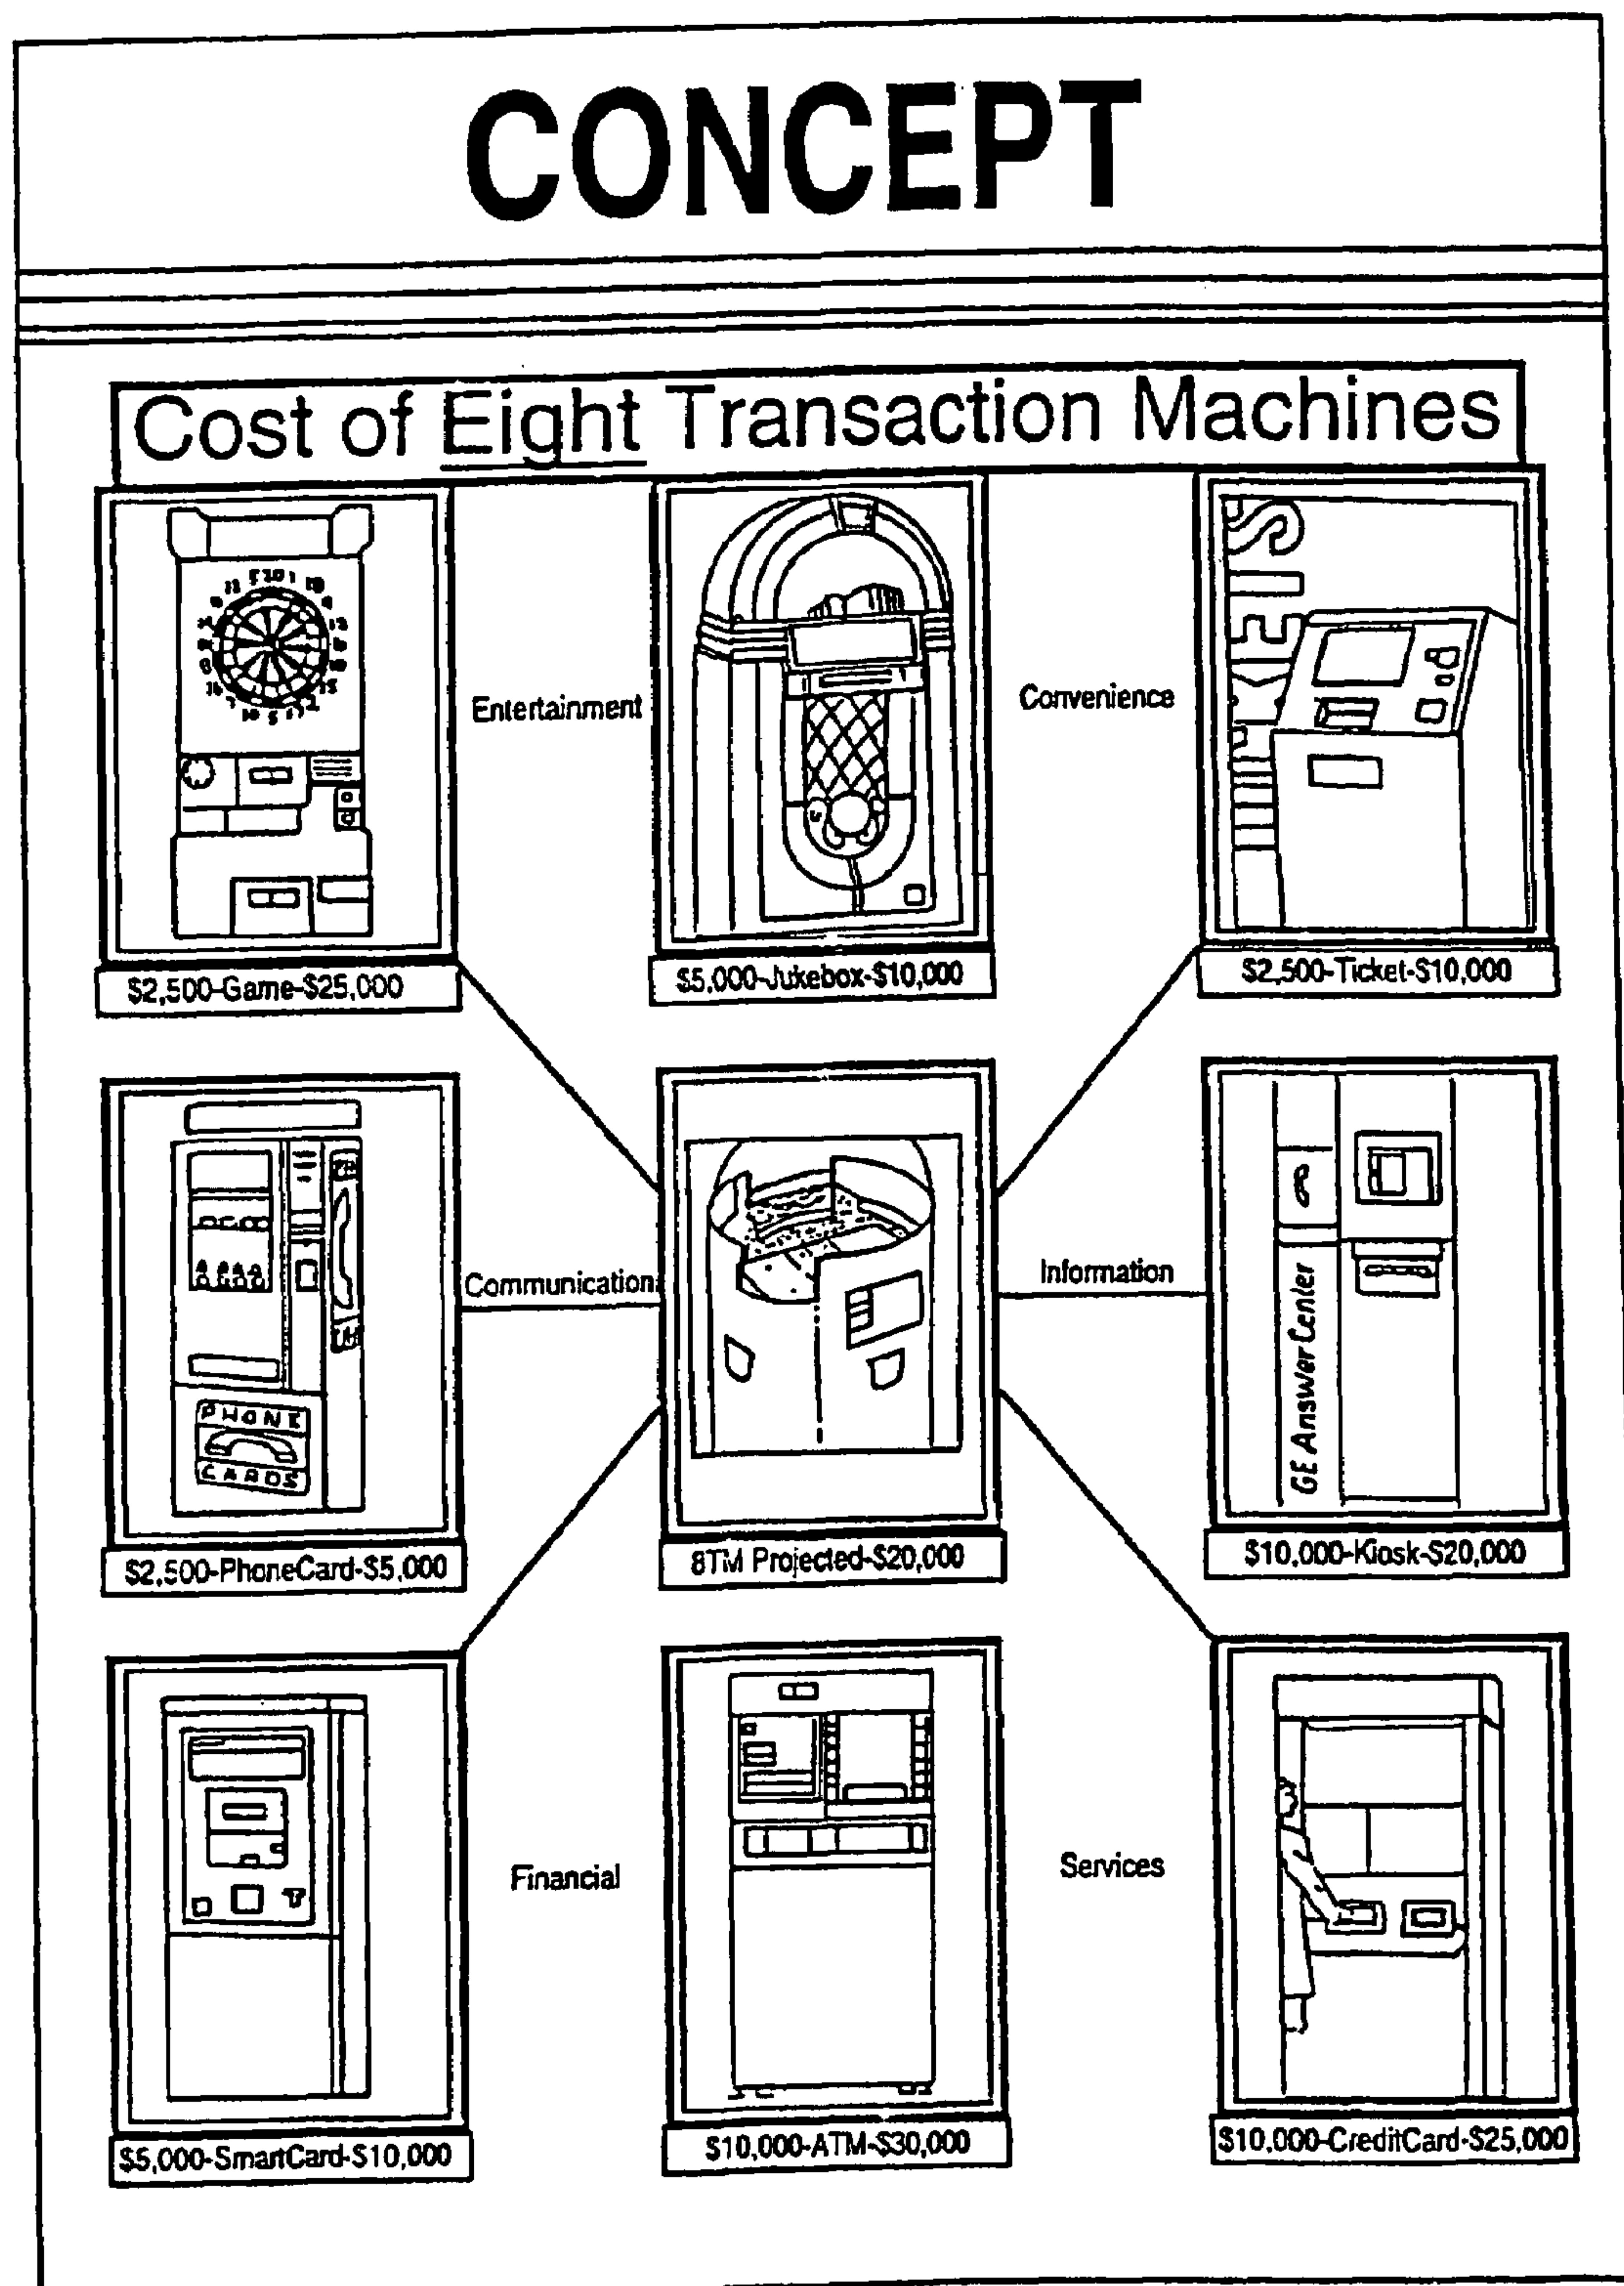 CONCEPT
Cost of Eight Transaction Machines
Entertainment
Convenience
TICKETS
$2,500-Game-$25,000
$5,000-Jukebox-$10,000
$2,500-Ticket-$10,000
Communication
Information
PHONE
CARDS
GE Answer Center
$2,500-PhoneCard-$5,000
8TM Projected-$20,000
$10,000-Kiosk-$20,000
Financial
Services
$5,000-SmartCard-$10,000
$10,000-ATM-$30,000
$10,000-CreditCard-$25,000